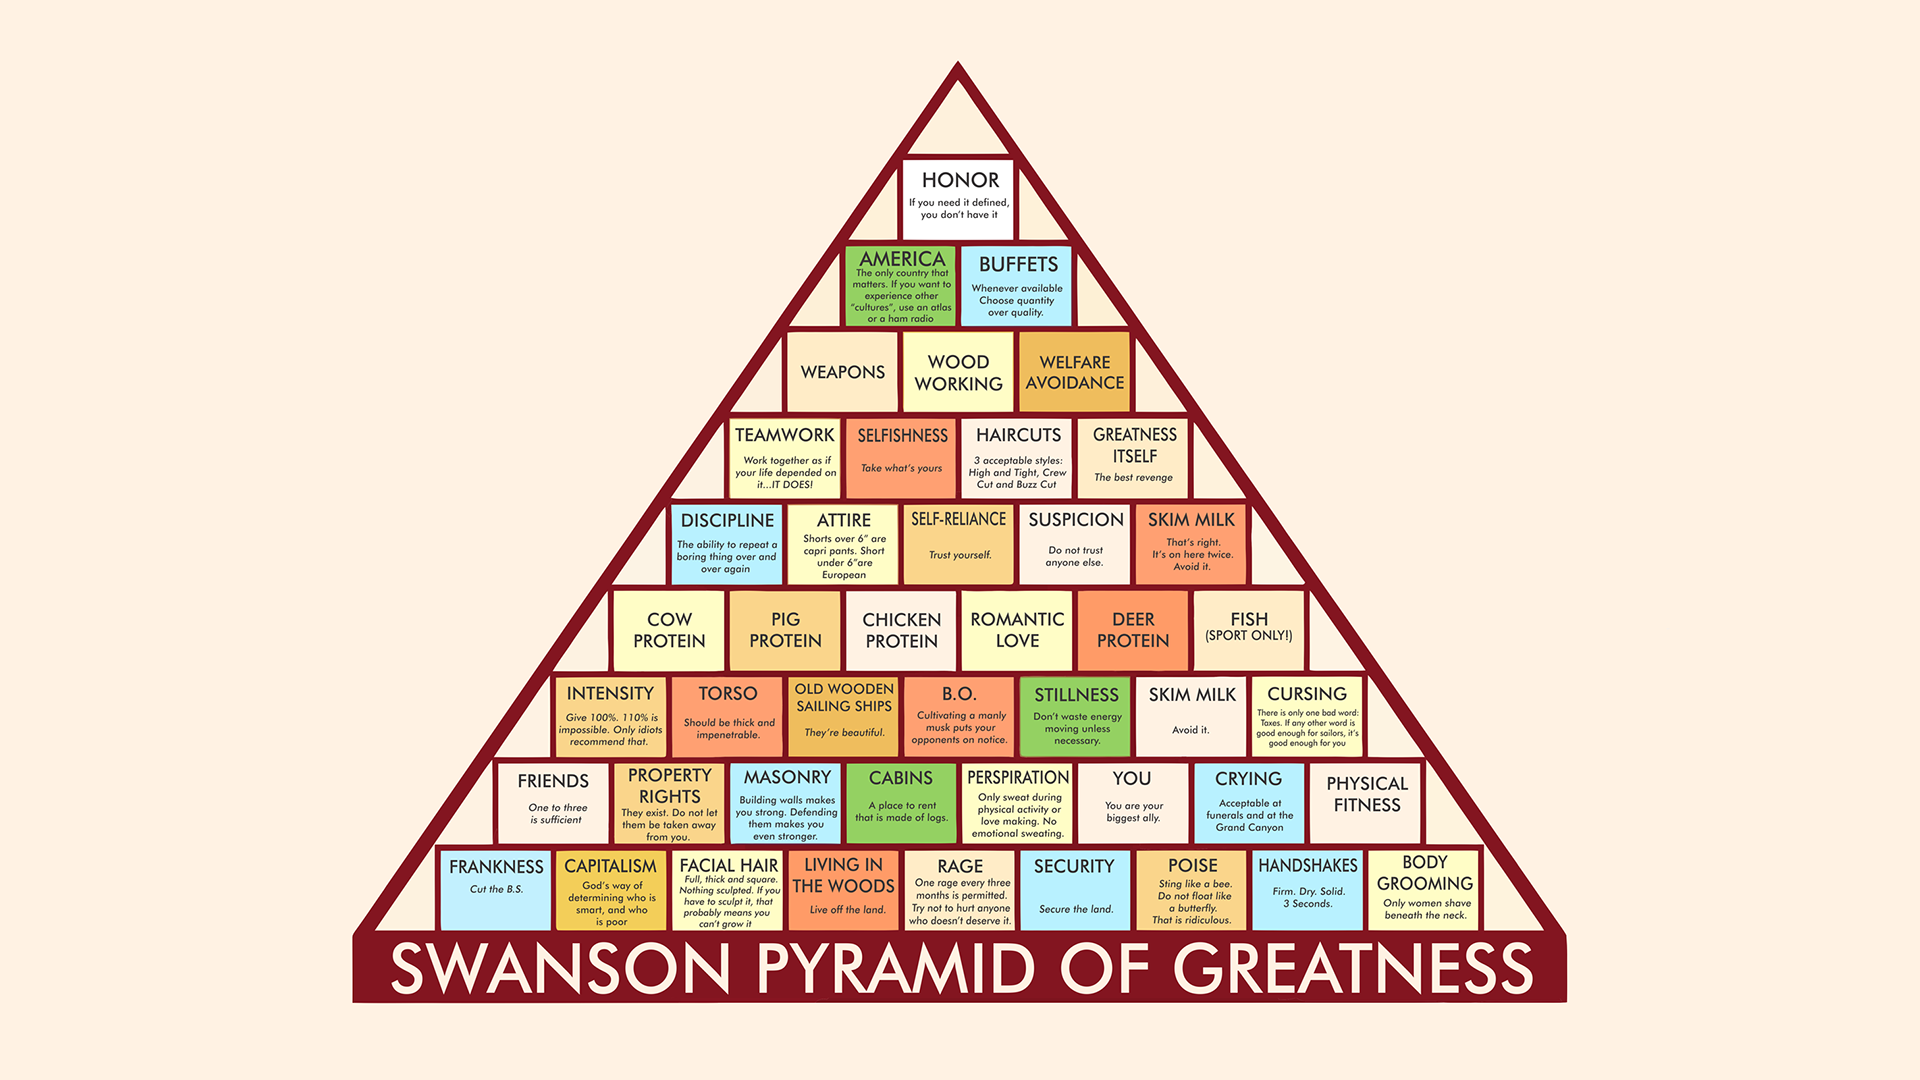 HONOR
If you need it defined,
you don't have it
AMERICA
The only country that
matters. If you want to
experience other
"cultures", use an atlas
or a ham radio
BUFFETS
Whenever available
Choose quantity
over quality.
WEAPONS
WOOD
WORKING
WELFARE
AVOIDANCE
TEAMWORK
Work together as if
your life depended on
it...IT DOES!
SELFISHNESS
Take what's yours
HAIRCUTS
3 acceptable styles:
High and Tight, Crew
Cut and Buzz Cut
GREATNESS
ITSELF
The best revenge
DISCIPLINE
The ability to repeat a
boring thing over and
over again
ATTIRE
Shorts over 6" are
capri pants. Short
under 6"are
European
SELF-RELIANCE
Trust yourself.
SUSPICION
Do not trust
anyone else.
SKIM MILK
That's right.
It's on here twice.
Avoid it.
COW
PROTEIN
PIG
PROTEIN
CHICKEN
PROTEIN
ROMANTIC
LOVE
DEER
PROTEIN
FISH
(SPORT ONLY!)
INTENSITY
Give 100%. 110% is
impossible. Only idiots
recommend that.
TORSO
Should be thick and
impenetrable.
OLD WOODEN
SAILING SHIPS
They're beautiful.
B.O.
Cultivating a manly
musk puts your
opponents on notice.
STILLNESS
Don't waste energy
moving unless
necessary.
SKIM MILK
Avoid it.
CURSING
There is only one bad word:
Taxes. If any other word is
good enough for sailors, it's
good enough for you
FRIENDS
One to three
is sufficient
PROPERTY
RIGHTS
They exist. Do not let
them be taken away
from you.
MASONRY
Building walls makes
you strong. Defending
them makes you
even stronger.
CABINS
A place to rent
that is made of logs.
PERSPIRATION
Only sweat during
physical activity or
love making. No
emotional sweating.
YOU
You are your
biggest ally.
CRYING
Acceptable at
funerals and at the
Grand Canyon
PHYSICAL
FITNESS
FRANKNESS
Cut the B.S.
CAPITALISM
God's way of
determining who is
smart, and who
is poor
FACIAL HAIR
Full, thick and square.
Nothing sculpted. If you
have to sculpt it, that
probably means you
can't grow it
LIVING IN
THE WOODS
Live off the land.
RAGE
One rage every three
months is permitted.
Try not to hurt anyone
who doesn't deserve it.
SECURITY
Secure the land.
POISE
Sting like a bee.
Do not float like
a butterfly.
That is ridiculous.
HANDSHAKES
Firm. Dry. Solid.
3 Seconds.
BODY
GROOMING
Only women shave
beneath the neck.
SWANSON PYRAMID OF GREATNESS